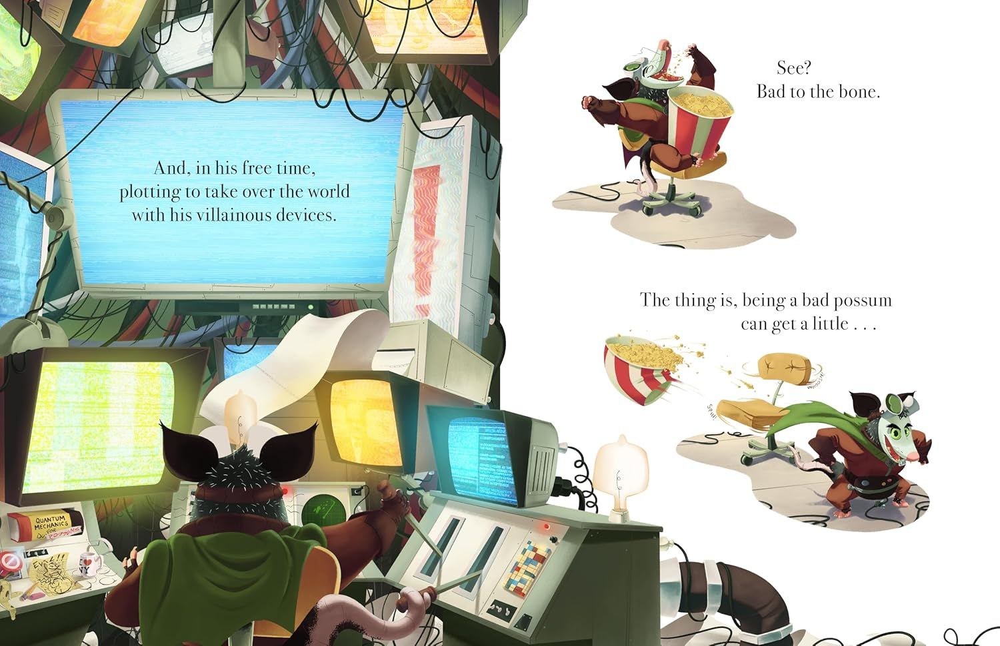 And, in his free time,
plotting to take over the world
with his villainous devices.
QUANTUM
MECHANICS
FOR
POSSUMS
EVIL!
NY
See?
Bad to the bone.
The thing is, being a bad possum
can get a little . . .
WHOOSH!
SPIN!